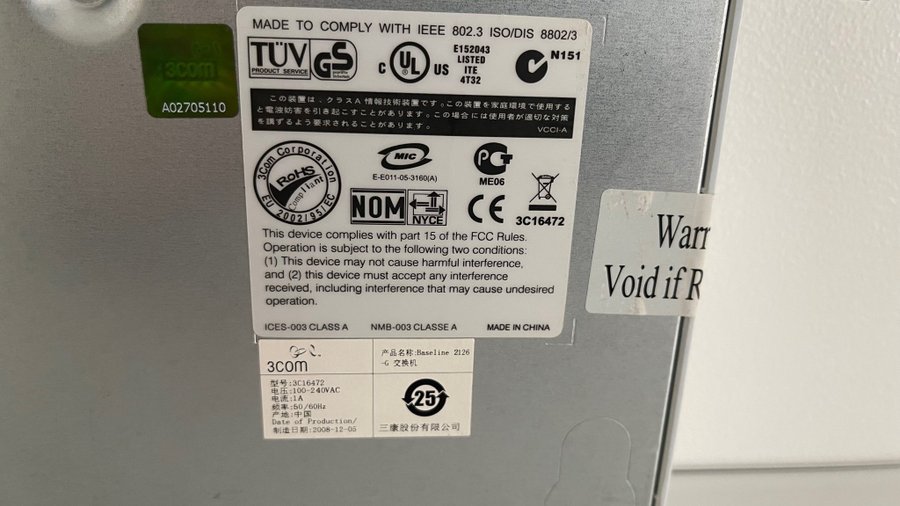 MADE TO COMPLY WITH IEEE 802.3 ISO/DIS 8802/3
3com
A02705110
TÜV
PRODUCT SERVICE
GS
geprüfte
Sicherheit
C UL US
E152043
LISTED
ITE
4T32
N151
この装置は、クラスA情報技術装置です。この装置を家庭環境で使用する
と電波妨害を引き起こすことがあります。この場合には使用者が適切な対策
を講ずるよう要求されることがあります。
VCCI-A
3Com Corporation
RoHS
Compliant
EU 2002/95/EC
MIC
E-E011-05-3160(A)
ME06
NOM
NYCE
CE
3C16472
This device complies with part 15 of the FCC Rules.
Operation is subject to the following two conditions:
(1) This device may not cause harmful interference,
and (2) this device must accept any interference
received, including interference that may cause undesired
operation.
ICES-003 CLASS A NMB-003 CLASSE A MADE IN CHINA
Warr
Void if R
3COM
产品名称:Baseline 2126
-G 交换机
型号:3C16472
电压:100-240VAC
电流:1A
频率:50/60Hz
产地:中国
Date of Production/
制造日期:2008-12-05
25
三康股份有限公司